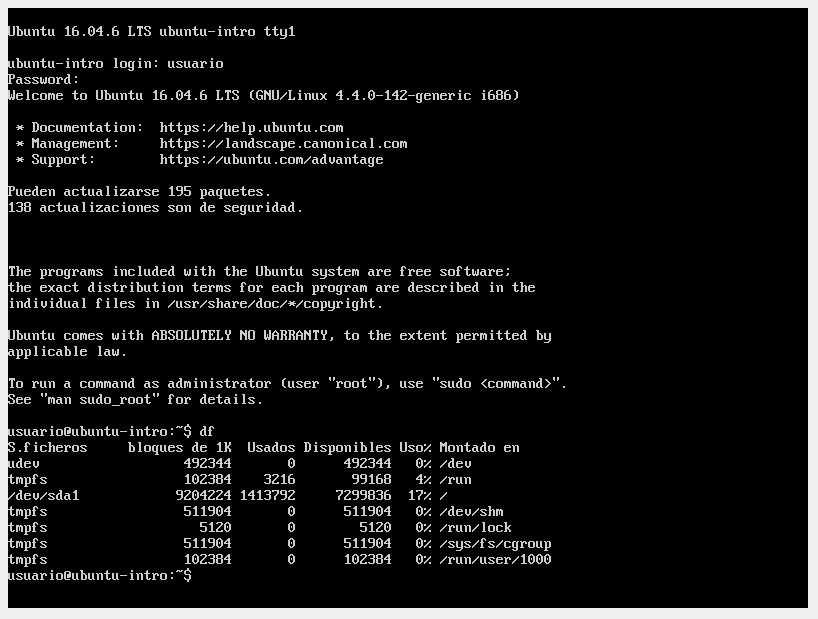 Ubuntu 16.04.6 LTS ubuntu-intro tty1
ubuntu-intro login: usuario
Password:
Welcome to Ubuntu 16.04.6 LTS (GNU/Linux 4.4.0-142-generic i686)
* Documentation:  https://help.ubuntu.com
* Management:     https://landscape.canonical.com
* Support:        https://ubuntu.com/advantage
Pueden actualizarse 195 paquetes.
138 actualizaciones son de seguridad.
The programs included with the Ubuntu system are free software;
the exact distribution terms for each program are described in the
individual files in /usr/share/doc/*/copyright.
Ubuntu comes with ABSOLUTELY NO WARRANTY, to the extent permitted by
applicable law.
To run a command as administrator (user "root"), use "sudo <command>".
See "man sudo_root" for details.
usuario@ubuntu-intro:~$ df
S.ficheros     bloques de 1K  Usados Disponibles Uso% Montado en
udev                  492344       0      492344   0% /dev
tmpfs                 102384    3216       99168   4% /run
/dev/sda1            9204224 1413792     7299836  17% /
tmpfs                 511904       0      511904   0% /dev/shm
tmpfs                   5120       0        5120   0% /run/lock
tmpfs                 511904       0      511904   0% /sys/fs/cgroup
tmpfs                 102384       0      102384   0% /run/user/1000
usuario@ubuntu-intro:~$